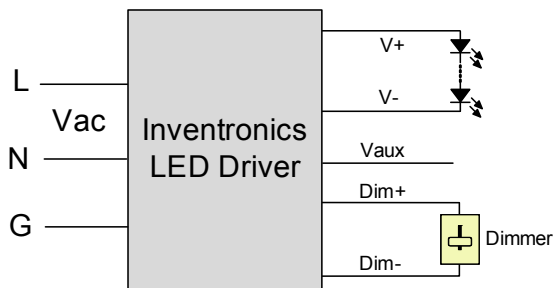 L
Vac
N
G
Inventronics
LED Driver
V+
V-
Vaux
Dim+
Dimmer
Dim-